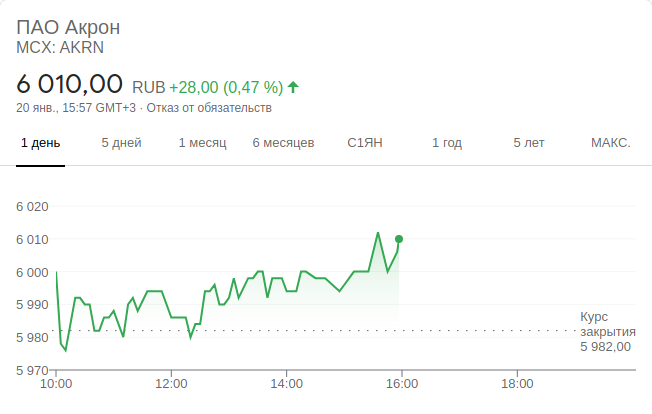 ПАО Акрон
MCX: AKRN
6 010,00 RUB +28,00 (0,47 %)
20 янв., 15:57 GMT+3 · Отказ от обязательств
1 день 5 дней 1 месяц 6 месяцев С1ЯН 1 год 5 лет МАКС.
6 020
6 010
6 000
5 990
5 980
5 970
Курс
закрытия
5 982,00
10:00 12:00 14:00 16:00 18:00